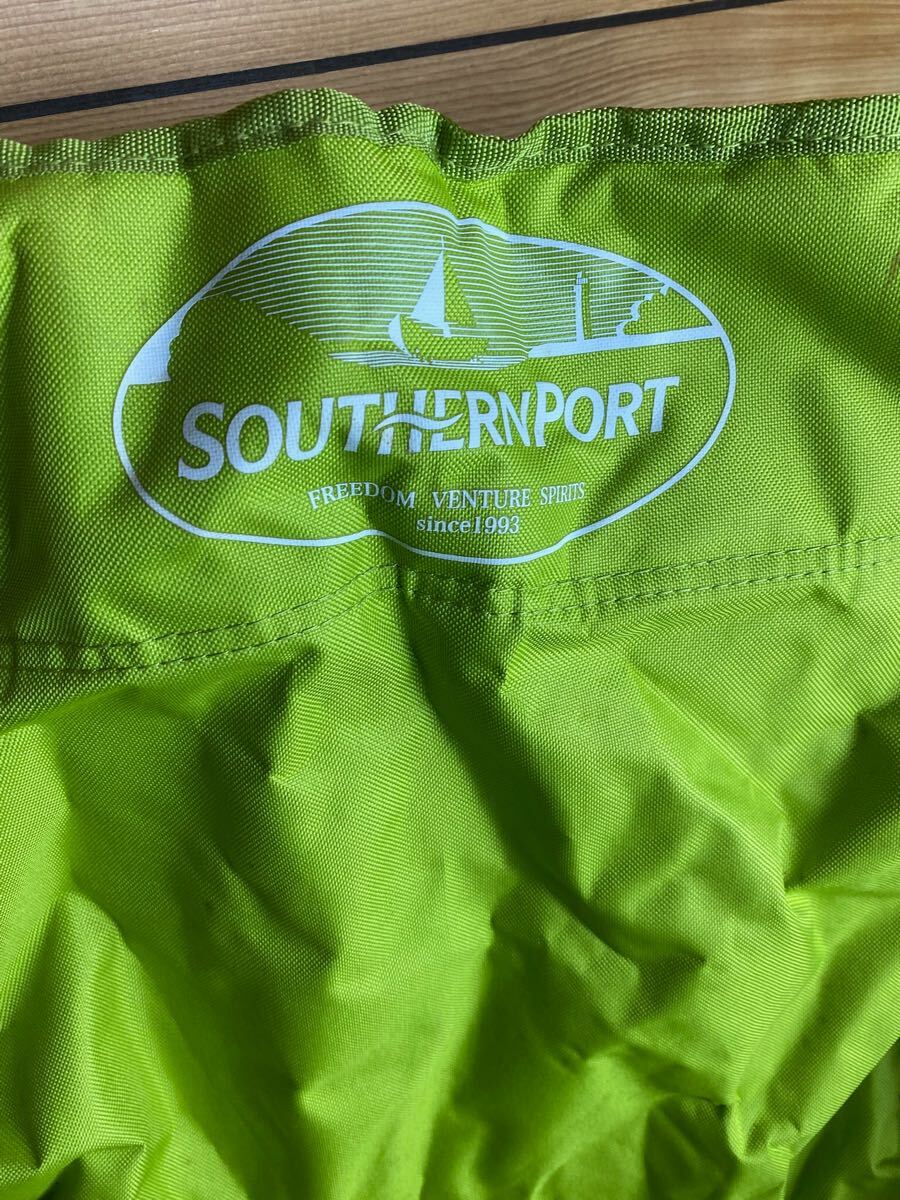 SOUTHERNPORT
FREEDOM VENTURE SPIRITS
since1993